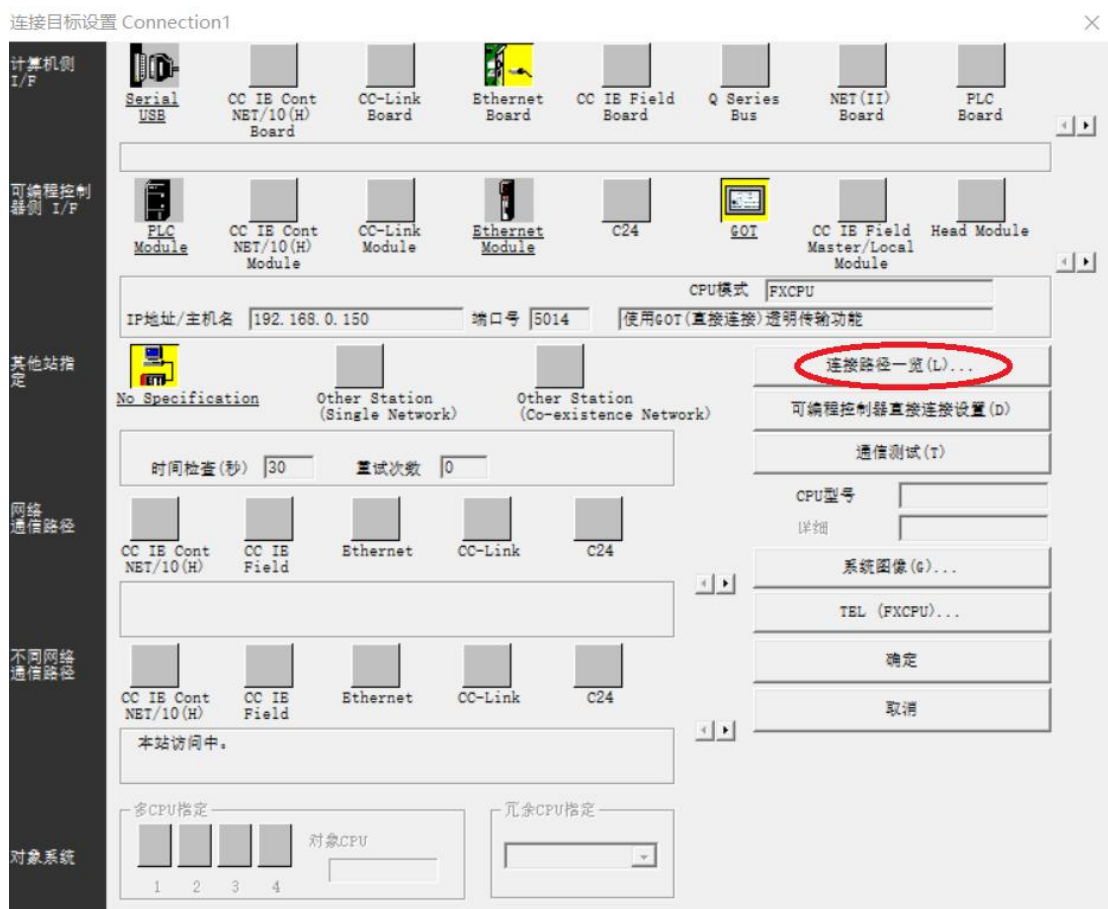 连接目标设置 Connection1
计算机侧
I/F
Serial
USB
CC IE Cont
NET/10(H)
Board
CC-Link
Board
Ethernet
Board
CC IE Field
Board
Q Series
Bus
NET(II)
Board
PLC
Board
可编程控制
器侧 I/F
PLC
Module
CC IE Cont
NET/10(H)
Module
CC-Link
Module
Ethernet
Module
C24
GOT
CC IE Field
Master/Local
Module
Head Module
CPU模式 FXCPU
IP地址/主机名 192.168.0.150 端口号 5014 使用GOT(直接连接)透明传输功能
其他站指
定
No Specification
Other Station
(Single Network)
Other Station
(Co-existence Network)
连接路径一览(L)...
可编程控制器直接连接设置(D)
时间检查(秒) 30 重试次数 0
通信测试(T)
CPU型号
详细
网络
通信路径
CC IE Cont
NET/10(H)
CC IE
Field
Ethernet
CC-Link
C24
系统图像(G)...
TEL (FXCPU)...
不同网络
通信路径
CC IE Cont
NET/10(H)
CC IE
Field
Ethernet
CC-Link
C24
确定
取消
本站访问中。
对象系统
多CPU指定
1 2 3 4
对象CPU
冗余CPU指定